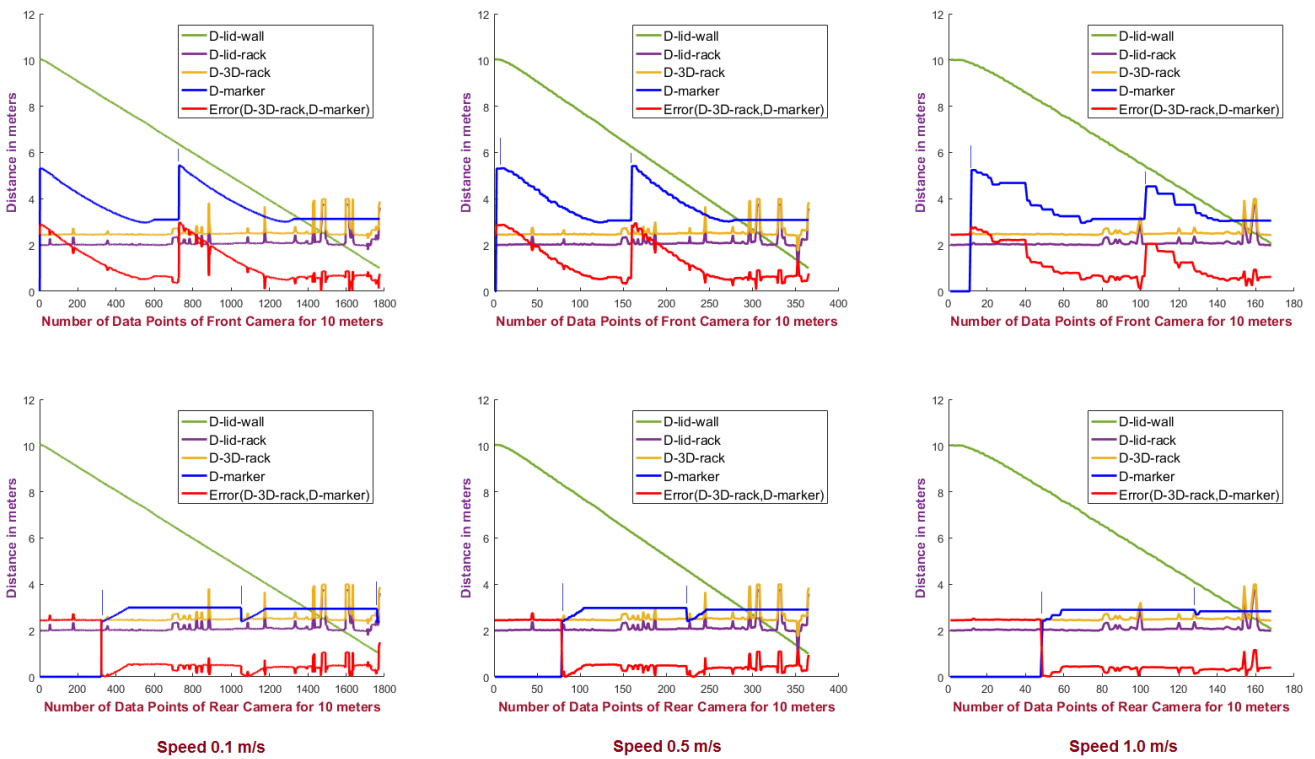 12
10
8
6
4
2
0
Distance in meters
D-lid-wall
D-lid-rack
D-3D-rack
D-marker
Error(D-3D-rack,D-marker)
0 200 400 600 800 1000 1200 1400 1600 1800
Number of Data Points of Front Camera for 10 meters
12
10
8
6
4
2
0
Distance in meters
D-lid-wall
D-lid-rack
D-3D-rack
D-marker
Error(D-3D-rack,D-marker)
0 50 100 150 200 250 300 350 400
Number of Data Points of Front Camera for 10 meters
12
10
8
6
4
2
0
Distance in meters
D-lid-wall
D-lid-rack
D-3D-rack
D-marker
Error(D-3D-rack,D-marker)
0 20 40 60 80 100 120 140 160 180
Number of Data Points of Front Camera for 10 meters
12
10
8
6
4
2
0
Distance in meters
D-lid-wall
D-lid-rack
D-3D-rack
D-marker
Error(D-3D-rack,D-marker)
0 200 400 600 800 1000 1200 1400 1600 1800
Number of Data Points of Rear Camera for 10 meters
12
10
8
6
4
2
0
Distance in meters
D-lid-wall
D-lid-rack
D-3D-rack
D-marker
Error(D-3D-rack,D-marker)
0 50 100 150 200 250 300 350 400
Number of Data Points of Rear Camera for 10 meters
12
10
8
6
4
2
0
Distance in meters
D-lid-wall
D-lid-rack
D-3D-rack
D-marker
Error(D-3D-rack,D-marker)
0 20 40 60 80 100 120 140 160 180
Number of Data Points of Rear Camera for 10 meters
Speed 0.1 m/s
Speed 0.5 m/s
Speed 1.0 m/s